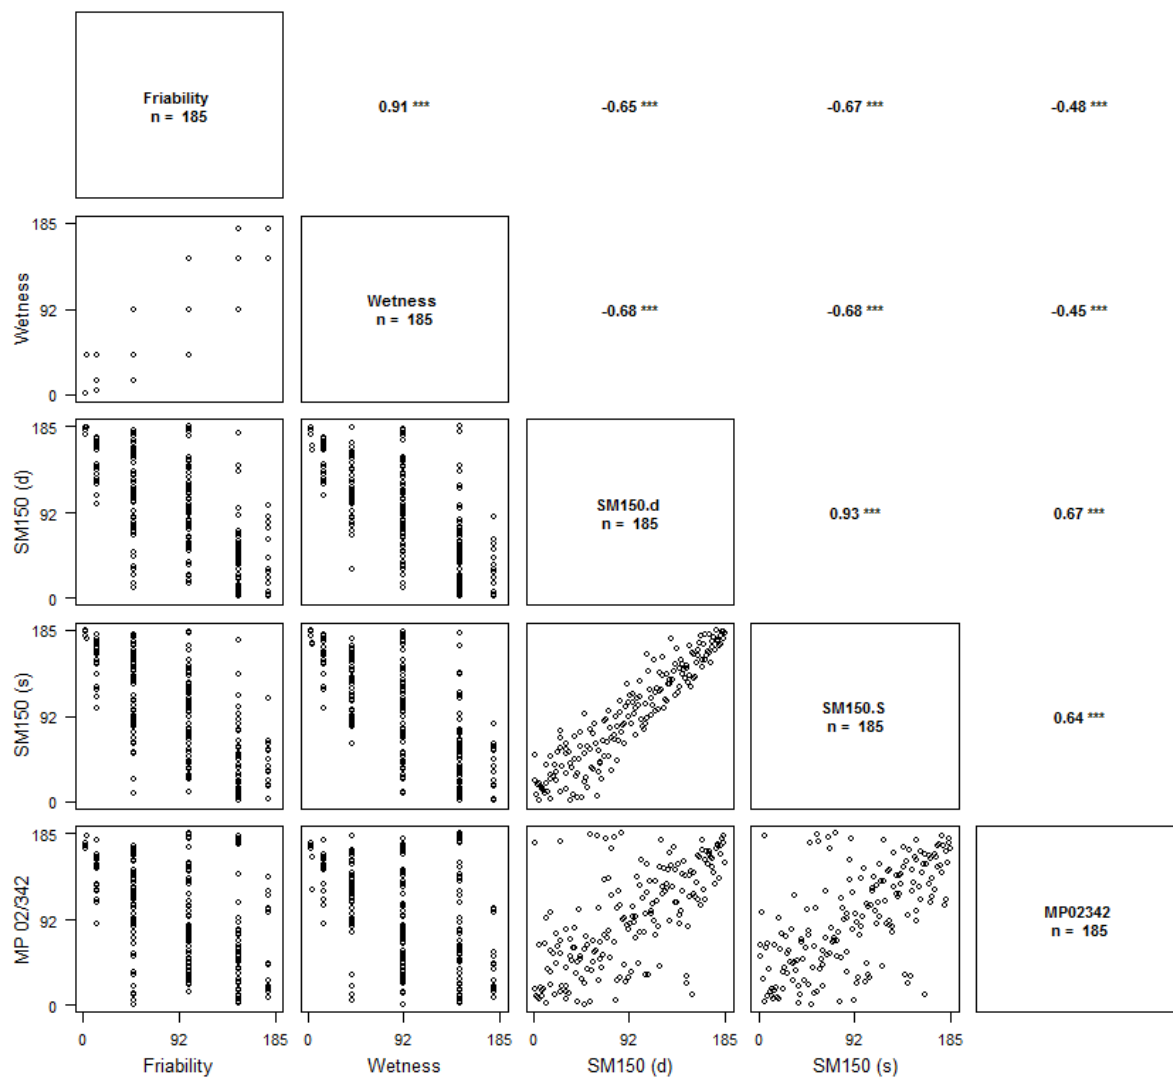 Friability
n = 185
0.91 ***
-0.65 ***
-0.67 ***
-0.48 ***
Wetness
185
92
0
Wetness
n = 185
-0.68 ***
-0.68 ***
-0.45 ***
SM150 (d)
185
92
0
SM150.d
n = 185
0.93 ***
0.67 ***
SM150 (s)
185
92
0
SM150.S
n = 185
0.64 ***
MP 02/342
185
92
0
MP02342
n = 185
0 92 185
0 92 185
0 92 185
0 92 185
Friability
Wetness
SM150 (d)
SM150 (s)